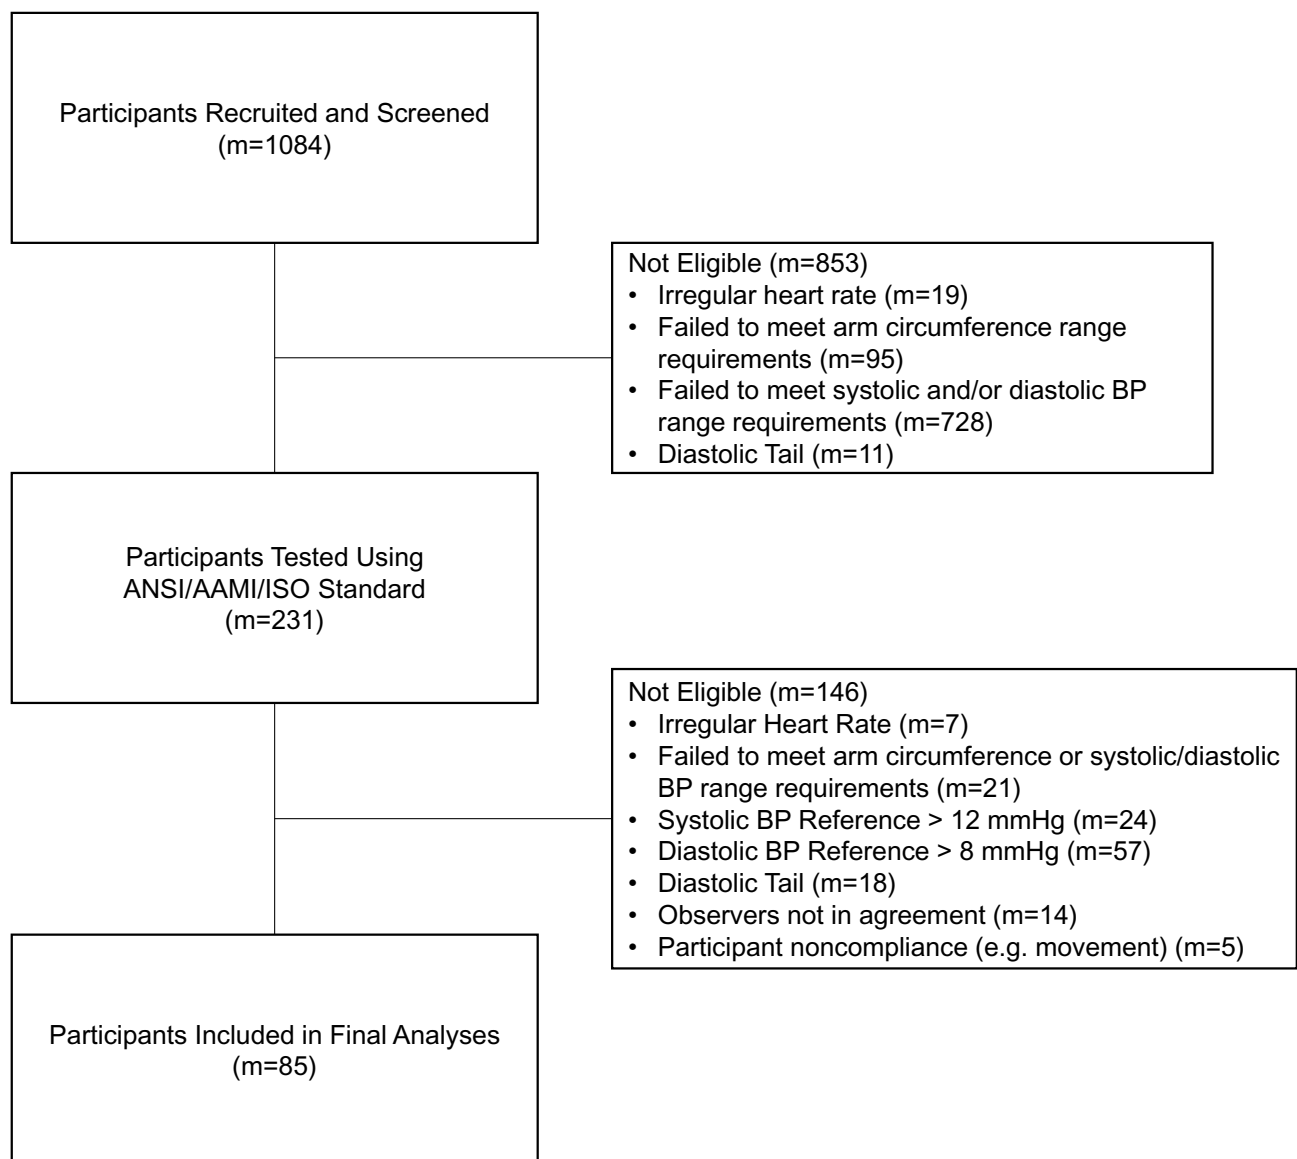 Participants Recruited and Screened
(m=1084)
Not Eligible (m=853)
• Irregular heart rate (m=19)
• Failed to meet arm circumference range
requirements (m=95)
• Failed to meet systolic and/or diastolic BP
range requirements (m=728)
• Diastolic Tail (m=11)
Participants Tested Using
ANSI/AAMI/ISO Standard
(m=231)
Not Eligible (m=146)
• Irregular Heart Rate (m=7)
• Failed to meet arm circumference or systolic/diastolic
BP range requirements (m=21)
• Systolic BP Reference > 12 mmHg (m=24)
• Diastolic BP Reference > 8 mmHg (m=57)
• Diastolic Tail (m=18)
• Observers not in agreement (m=14)
• Participant noncompliance (e.g. movement) (m=5)
Participants Included in Final Analyses
(m=85)